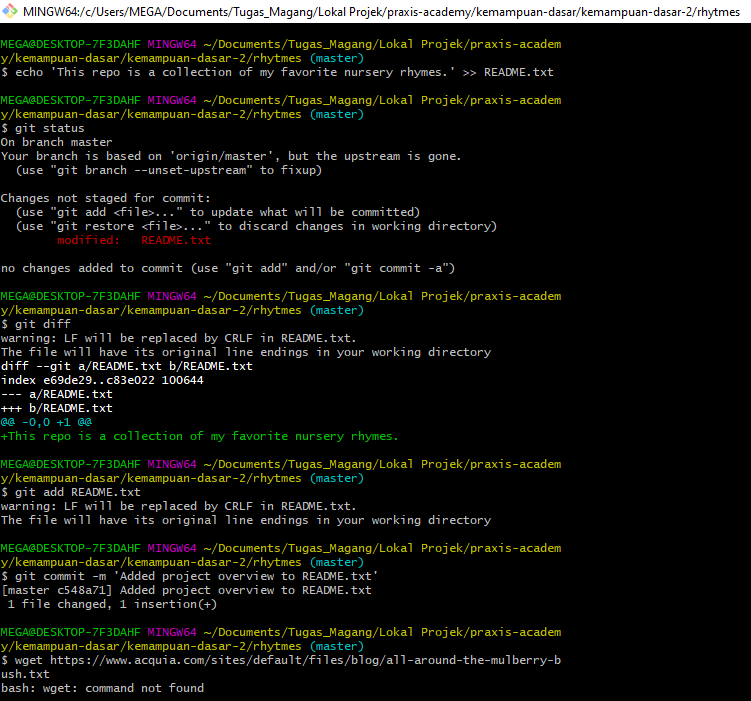 MINGW64:/c/Users/MEGA/Documents/Tugas_Magang/Lokal Projek/praxis-academy/kemampuan-dasar/kemampuan-dasar-2/rhytmes
MEGA@DESKTOP-7F3DAHF MINGW64 ~/Documents/Tugas_Magang/Lokal Projek/praxis-academ
y/kemampuan-dasar/kemampuan-dasar-2/rhytmes (master)
$ echo 'This repo is a collection of my favorite nursery rhymes.' >> README.txt
MEGA@DESKTOP-7F3DAHF MINGW64 ~/Documents/Tugas_Magang/Lokal Projek/praxis-academ
y/kemampuan-dasar/kemampuan-dasar-2/rhytmes (master)
$ git status
On branch master
Your branch is based on 'origin/master', but the upstream is gone.
  (use "git branch --unset-upstream" to fixup)
Changes not staged for commit:
  (use "git add <file>..." to update what will be committed)
  (use "git restore <file>..." to discard changes in working directory)
        modified:   README.txt
no changes added to commit (use "git add" and/or "git commit -a")
MEGA@DESKTOP-7F3DAHF MINGW64 ~/Documents/Tugas_Magang/Lokal Projek/praxis-academ
y/kemampuan-dasar/kemampuan-dasar-2/rhytmes (master)
$ git diff
warning: LF will be replaced by CRLF in README.txt.
The file will have its original line endings in your working directory
diff --git a/README.txt b/README.txt
index e69de29..c83e022 100644
--- a/README.txt
+++ b/README.txt
@@ -0,0 +1 @@
+This repo is a collection of my favorite nursery rhymes.
MEGA@DESKTOP-7F3DAHF MINGW64 ~/Documents/Tugas_Magang/Lokal Projek/praxis-academ
y/kemampuan-dasar/kemampuan-dasar-2/rhytmes (master)
$ git add README.txt
warning: LF will be replaced by CRLF in README.txt.
The file will have its original line endings in your working directory
MEGA@DESKTOP-7F3DAHF MINGW64 ~/Documents/Tugas_Magang/Lokal Projek/praxis-academ
y/kemampuan-dasar/kemampuan-dasar-2/rhytmes (master)
$ git commit -m 'Added project overview to README.txt'
[master c548a71] Added project overview to README.txt
 1 file changed, 1 insertion(+)
MEGA@DESKTOP-7F3DAHF MINGW64 ~/Documents/Tugas_Magang/Lokal Projek/praxis-academ
y/kemampuan-dasar/kemampuan-dasar-2/rhytmes (master)
$ wget https://www.acquia.com/sites/default/files/blog/all-around-the-mulberry-b
ush.txt
bash: wget: command not found